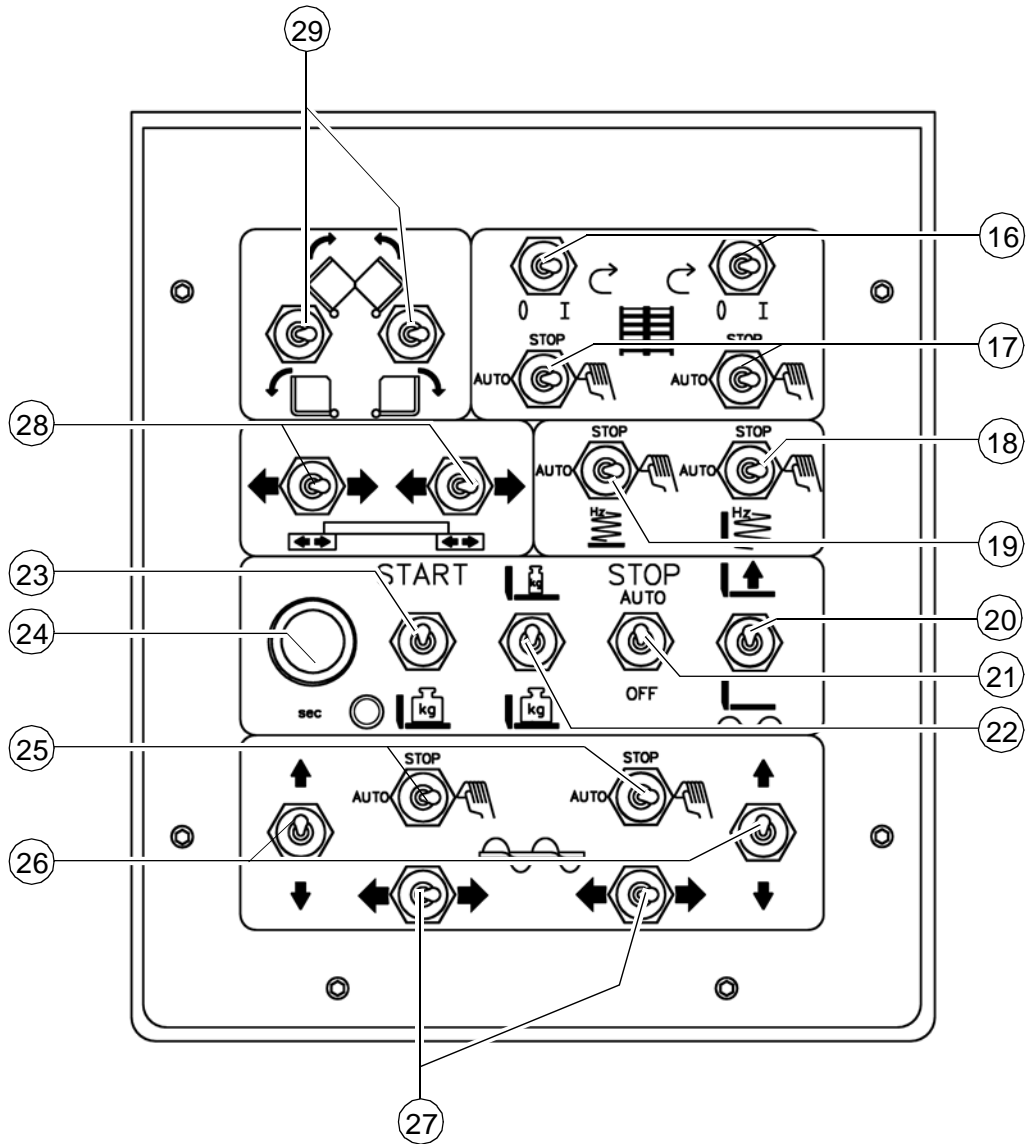 29
16
0 I 0 I
STOP STOP
17
AUTO AUTO
28
STOP STOP
18
AUTO AUTO
Hz Hz
19
23
START kg STOP
AUTO
24
20
21
OFF
sec kg kg
22
25
STOP STOP
AUTO AUTO
26
27